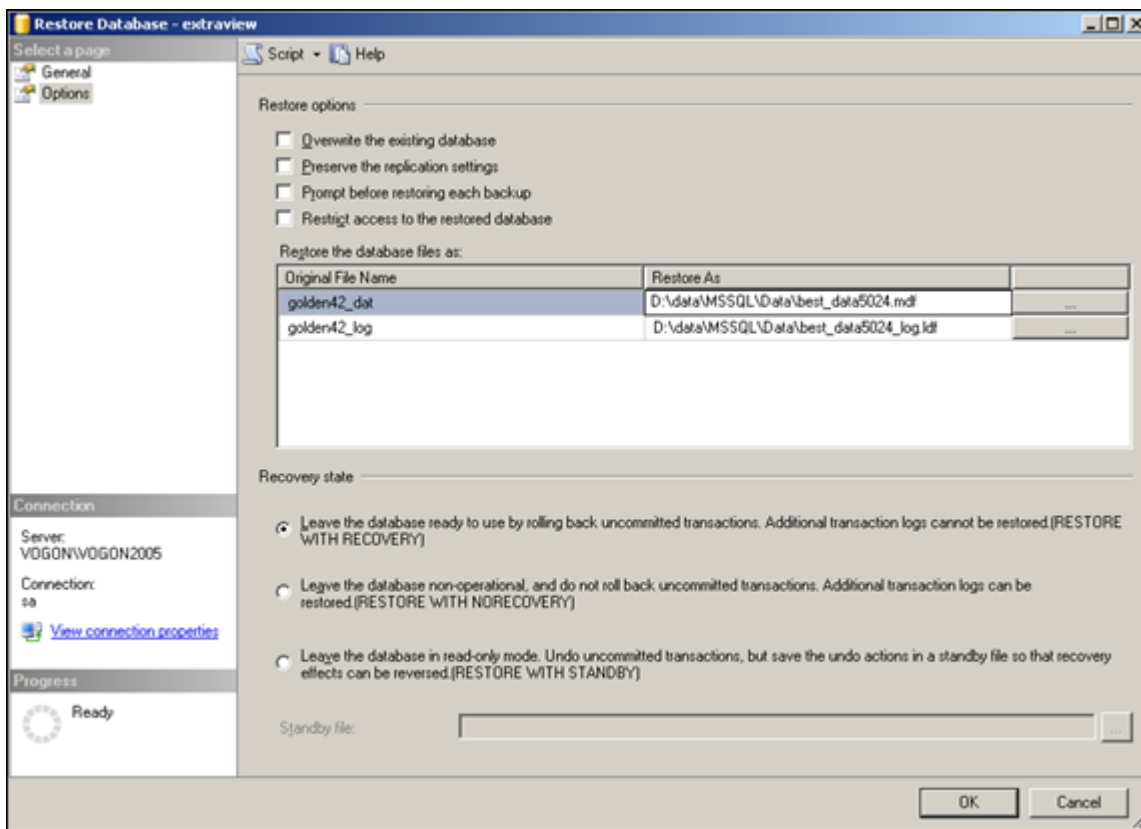 Restore Database - extraview
Select a page
General
Options
Script
Help
Restore options
Overwrite the existing database
Preserve the replication settings
Prompt before restoring each backup
Restrict access to the restored database
Restore the database files as:
Original File Name
Restore As
golden42_dat
D:\data\MSSQL\Data\best_data5024.mdf
...
golden42_log
D:\data\MSSQL\Data\best_data5024_log.ldf
...
Recovery state
Leave the database ready to use by rolling back uncommitted transactions. Additional transaction logs cannot be restored.(RESTORE
WITH RECOVERY)
Leave the database non-operational, and do not roll back uncommitted transactions. Additional transaction logs can be
restored.(RESTORE WITH NORECOVERY)
Leave the database in read-only mode. Undo uncommitted transactions, but save the undo actions in a standby file so that recovery
effects can be reversed.(RESTORE WITH STANDBY)
Standby file:
...
Connection
Server:
VOGON\VOGON2005
Connection:
sa
View connection properties
Progress
Ready
OK
Cancel